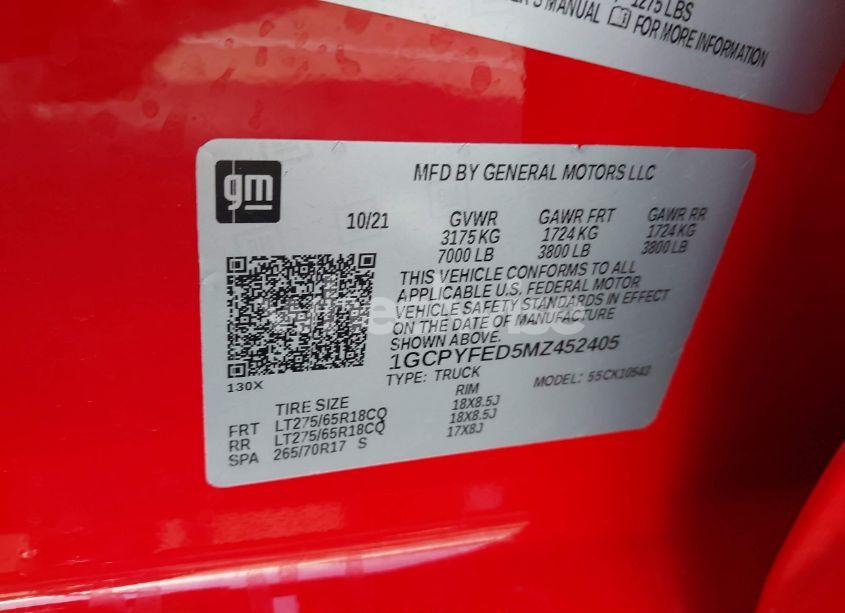 1275 LBS
'S MANUAL
FOR MORE INFORMATION
gm
MFD BY GENERAL MOTORS LLC
10/21 GVWR GAWR FRT GAWR RR
3175 KG 1724 KG 1724 KG
7000 LB 3800 LB 3800 LB
THIS VEHICLE CONFORMS TO ALL
APPLICABLE U.S. FEDERAL MOTOR
VEHICLE SAFETY STANDARDS IN EFFECT
ON THE DATE OF MANUFACTURE
SHOWN ABOVE.
1GCPYFED5MZ452405
TYPE: TRUCK MODEL: 55CK10543
130X
TIRE SIZE RIM
FRT LT275/65R18CQ 18X8.5J
RR LT275/65R18CQ 18X8.5J
SPA 265/70R17 S 17X8J